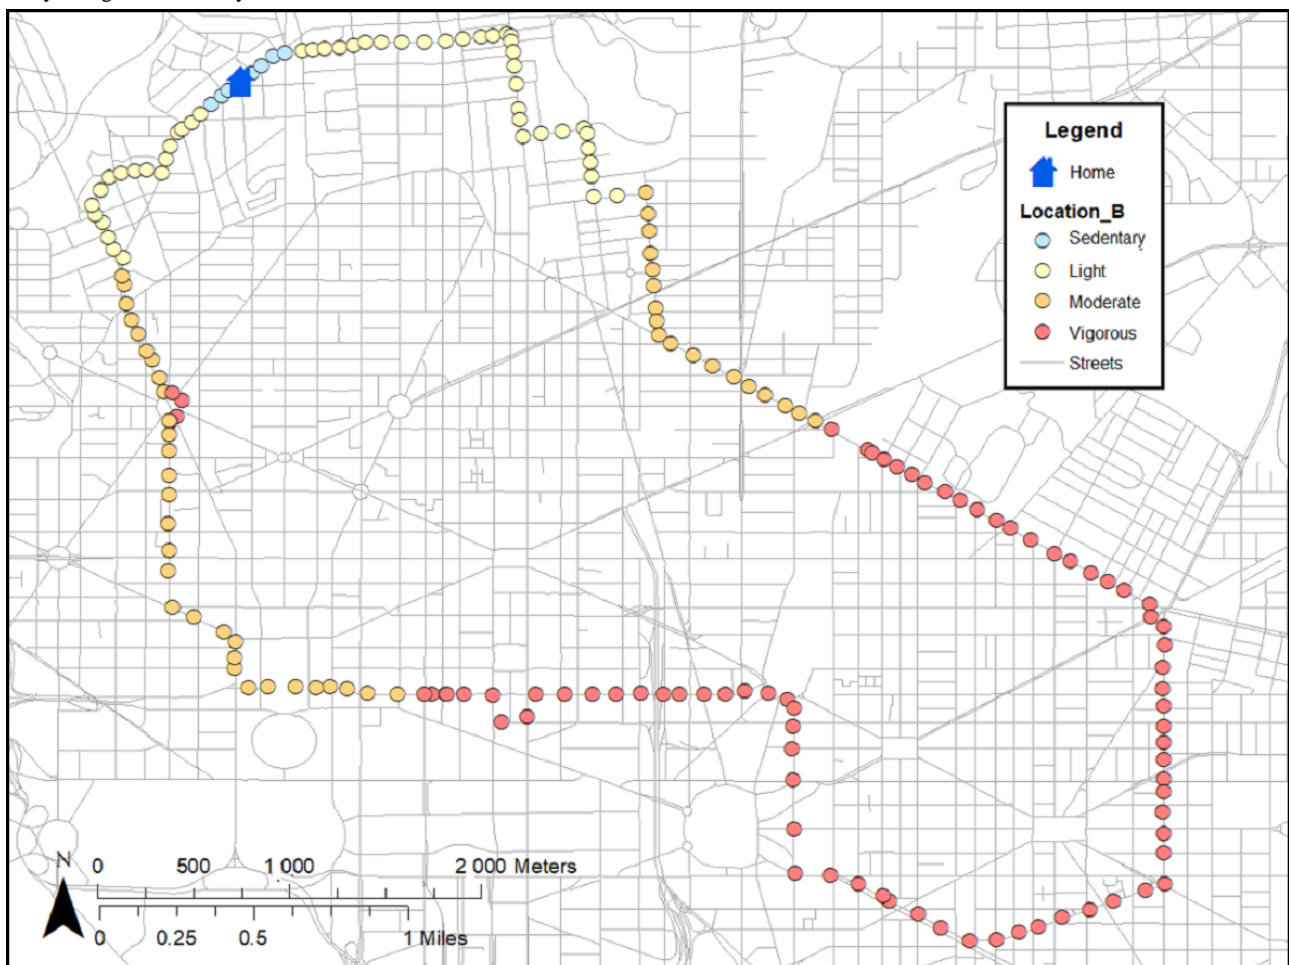 Legend
Home
Location_B
Sedentary
Light
Moderate
Vigorous
Streets
N
0 500 1 000 2 000 Meters
0 0.25 0.5 1 Miles